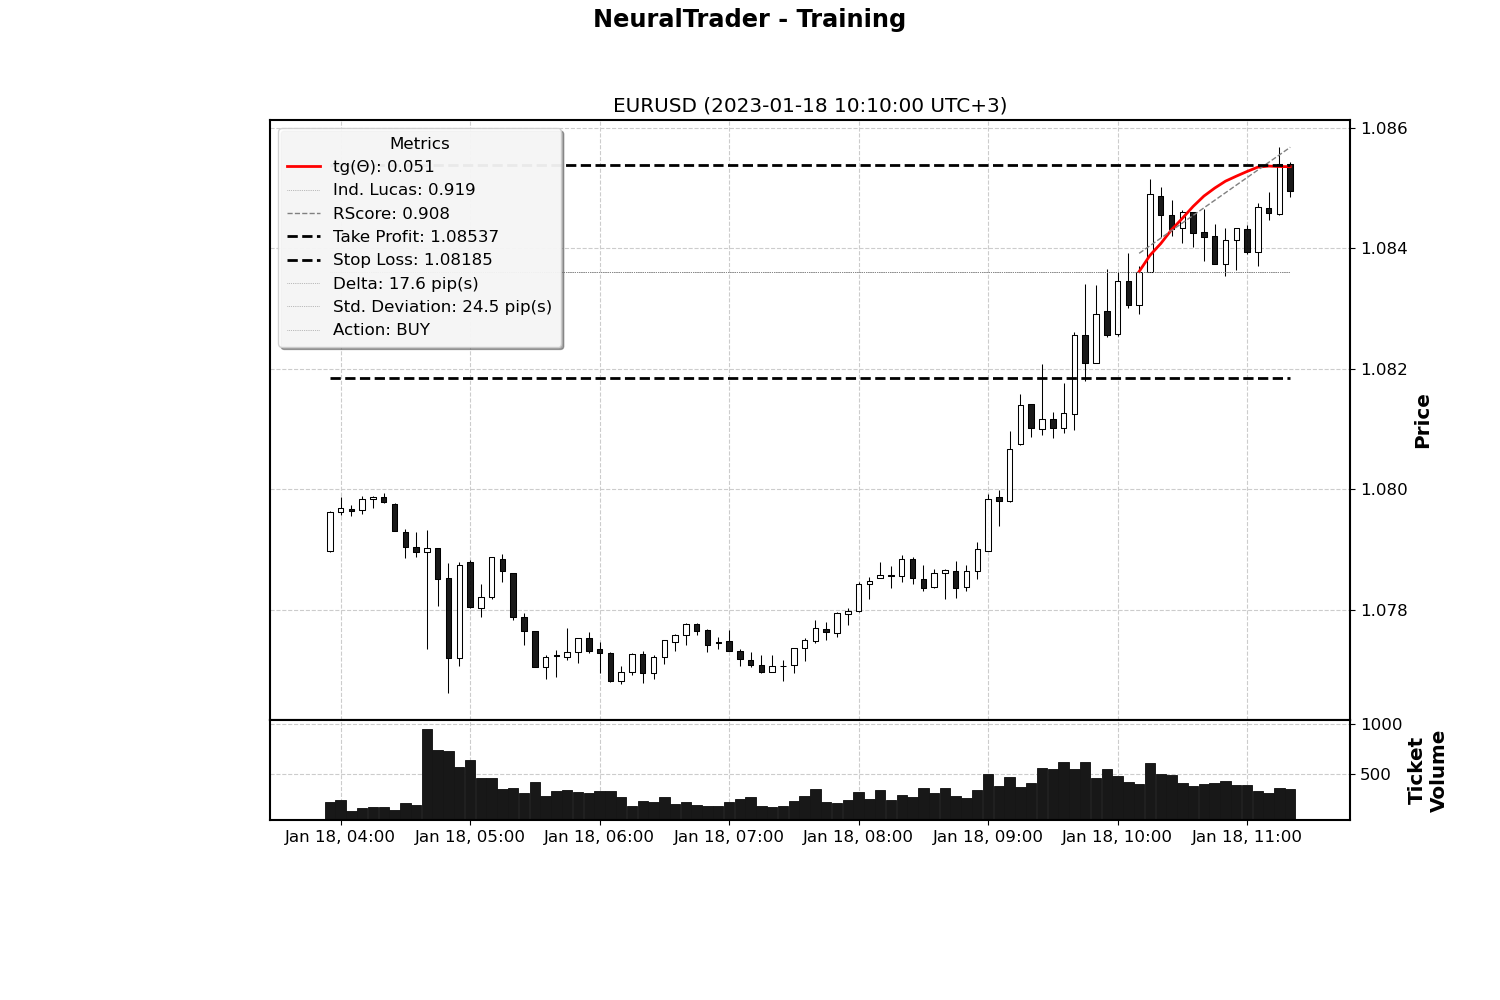 NeuralTrader - Training
EURUSD (2023-01-18 10:10:00 UTC+3)
Metrics
tg(Θ): 0.051
Ind. Lucas: 0.919
RScore: 0.908
Take Profit: 1.08537
Stop Loss: 1.08185
Delta: 17.6 pip(s)
Std. Deviation: 24.5 pip(s)
Action: BUY
1.086
1.084
1.082
1.080
1.078
Price
1000
500
Ticket
Volume
Jan 18, 04:00
Jan 18, 05:00
Jan 18, 06:00
Jan 18, 07:00
Jan 18, 08:00
Jan 18, 09:00
Jan 18, 10:00
Jan 18, 11:00